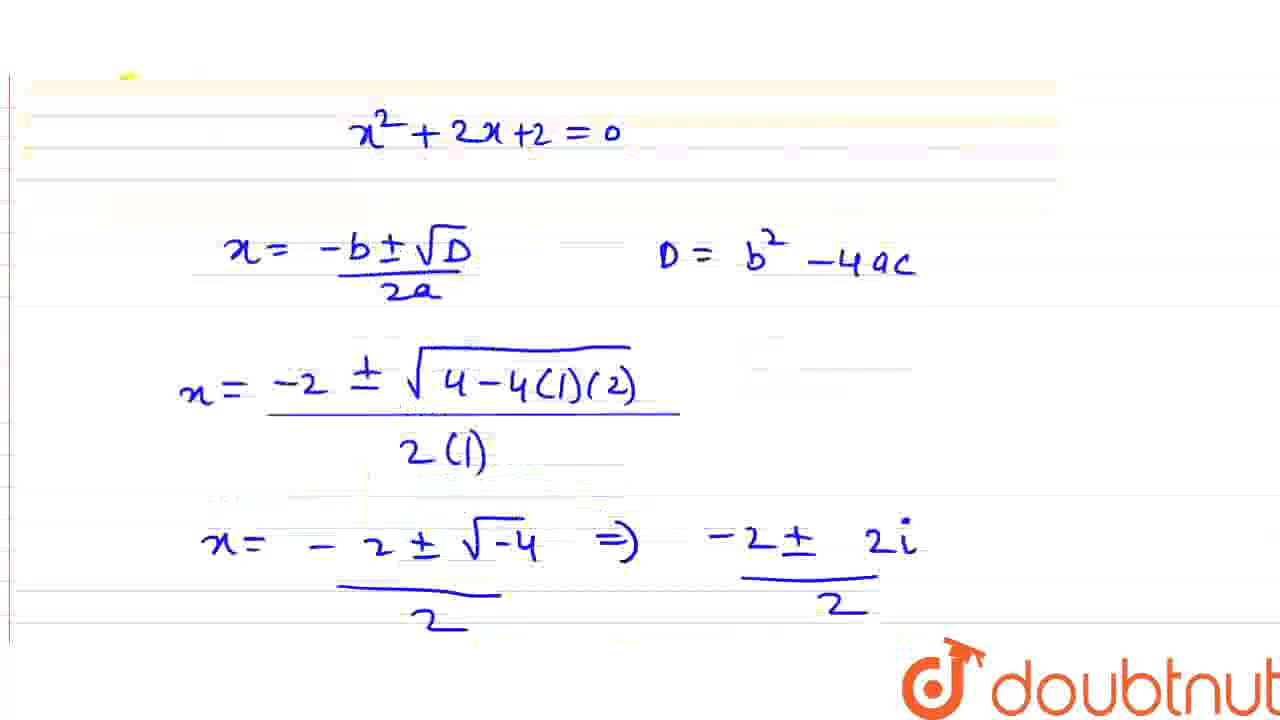 x² + 2x + 2 = 0
x = -b ± √D / 2a    D = b² - 4ac
x = -2 ± √(4 - 4(1)(2)) / 2(1)
x = -2 ± √-4 / 2 ⇒ -2 ± 2i / 2
doubtnut